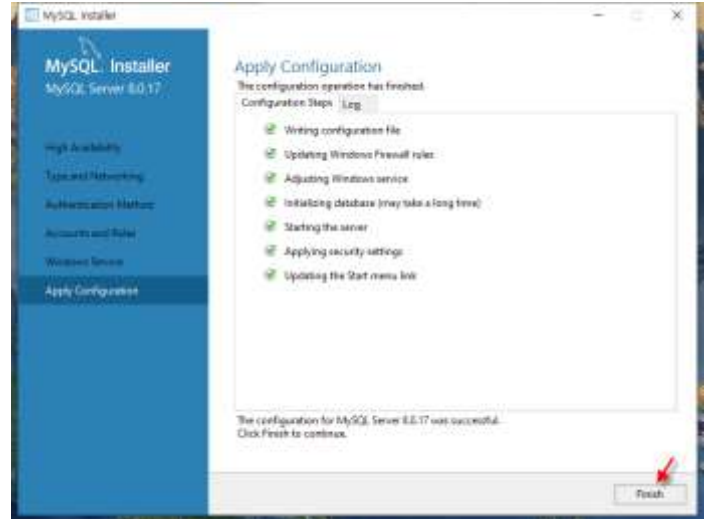 MySQL Installer
MySQL. Installer
MySQL Server 8.0.17
High Availability
Type and Networking
Authentication Method
Accounts and Roles
Windows Service
Apply Configuration
Apply Configuration
The configuration operation has finished.
Configuration Steps Log
Writing configuration file
Updating Windows Firewall rules
Adjusting Windows service
Initializing database (may take a long time)
Starting the server
Applying security settings
Updating the Start menu link
The configuration for MySQL Server 8.0.17 was successful.
Click Finish to continue.
Finish